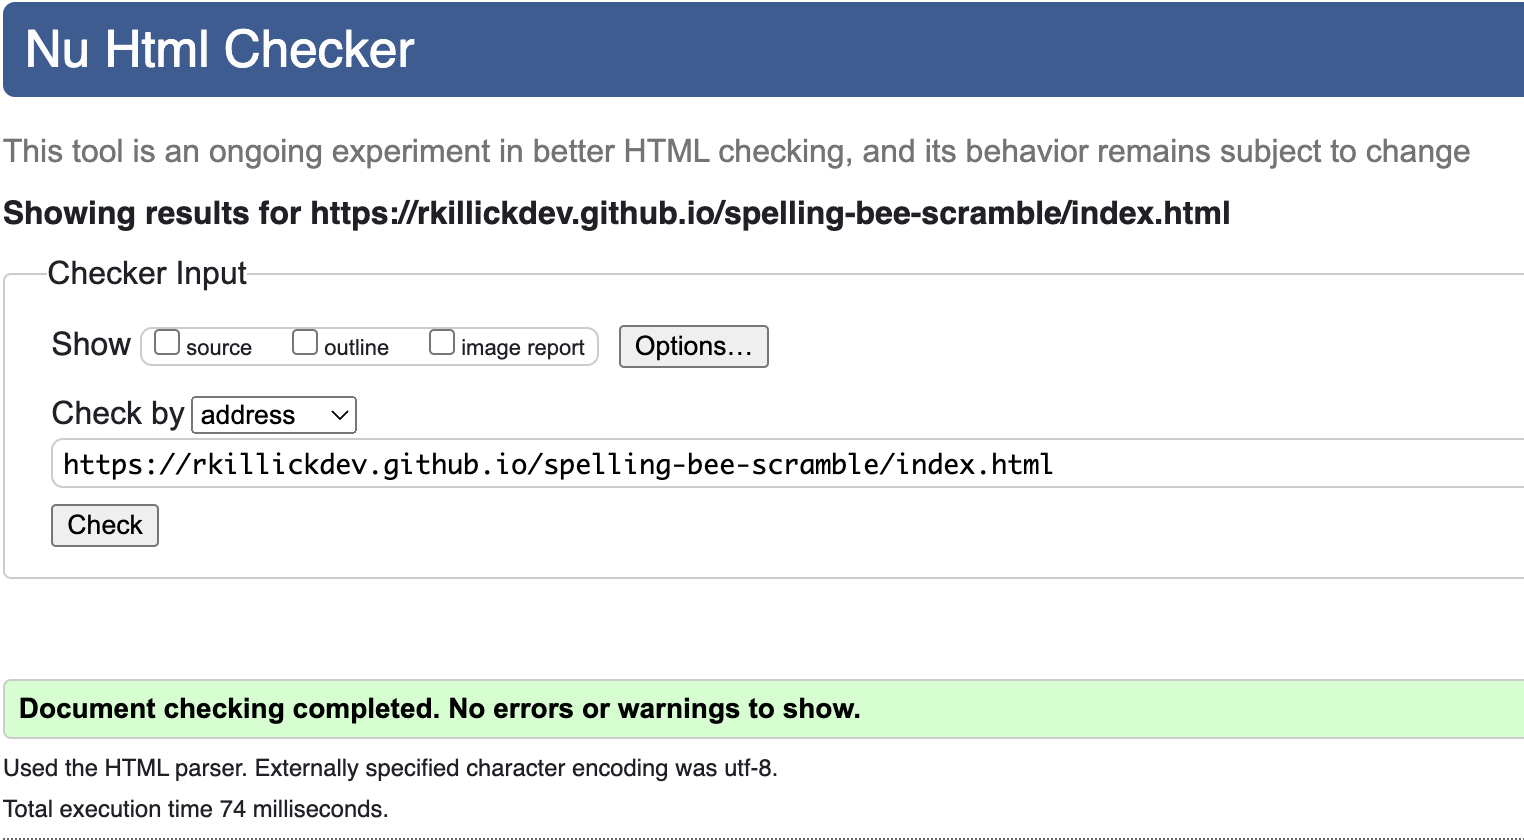 Nu Html Checker
This tool is an ongoing experiment in better HTML checking, and its behavior remains subject to change
Showing results for https://rkillickdev.github.io/spelling-bee-scramble/index.html
Checker Input
Show source outline image report Options…
Check by address
https://rkillickdev.github.io/spelling-bee-scramble/index.html
Check
Document checking completed. No errors or warnings to show.
Used the HTML parser. Externally specified character encoding was utf-8.
Total execution time 74 milliseconds.